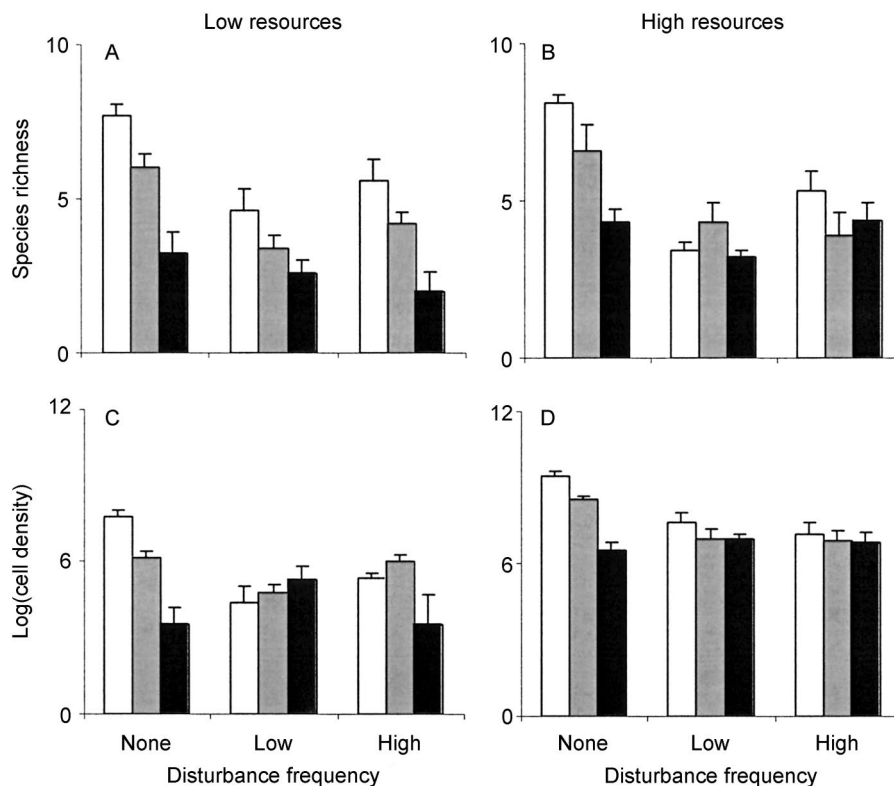 Low resources
High resources
A
B
10
5
0
Species richness
10
5
0
C
D
12
6
0
Log(cell density)
12
6
0
None Low High
None Low High
Disturbance frequency
Disturbance frequency